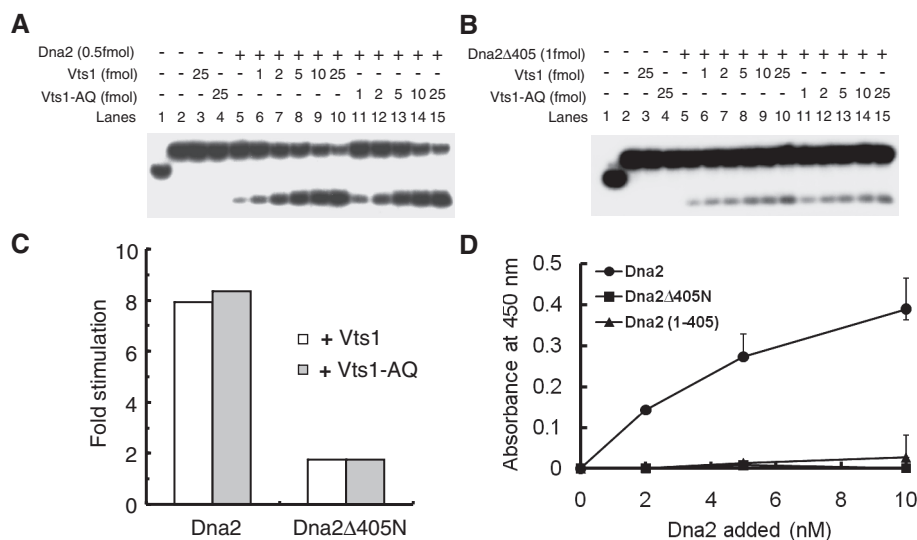 A
Dna2 (0.5fmol) - - - - + + + + + + + + + + +
Vts1 (fmol) - - 25 - - 1 2 5 10 25 - - - - -
Vts1-AQ (fmol) - - - 25 - - - - - - 1 2 5 10 25
Lanes 1 2 3 4 5 6 7 8 9 10 11 12 13 14 15
B
Dna2Δ405 (1fmol) - - - - + + + + + + + + + + +
Vts1 (fmol) - - 25 - - 1 2 5 10 25 - - - - -
Vts1-AQ (fmol) - - - 25 - - - - - - 1 2 5 10 25
Lanes 1 2 3 4 5 6 7 8 9 10 11 12 13 14 15
C
Fold stimulation
10
8
6
4
2
0
+ Vts1
+ Vts1-AQ
Dna2 Dna2Δ405N
D
Absorbance at 450 nm
0.5
0.4
0.3
0.2
0.1
0
Dna2
Dna2Δ405N
Dna2 (1-405)
0 2 4 6 8 10
Dna2 added (nM)